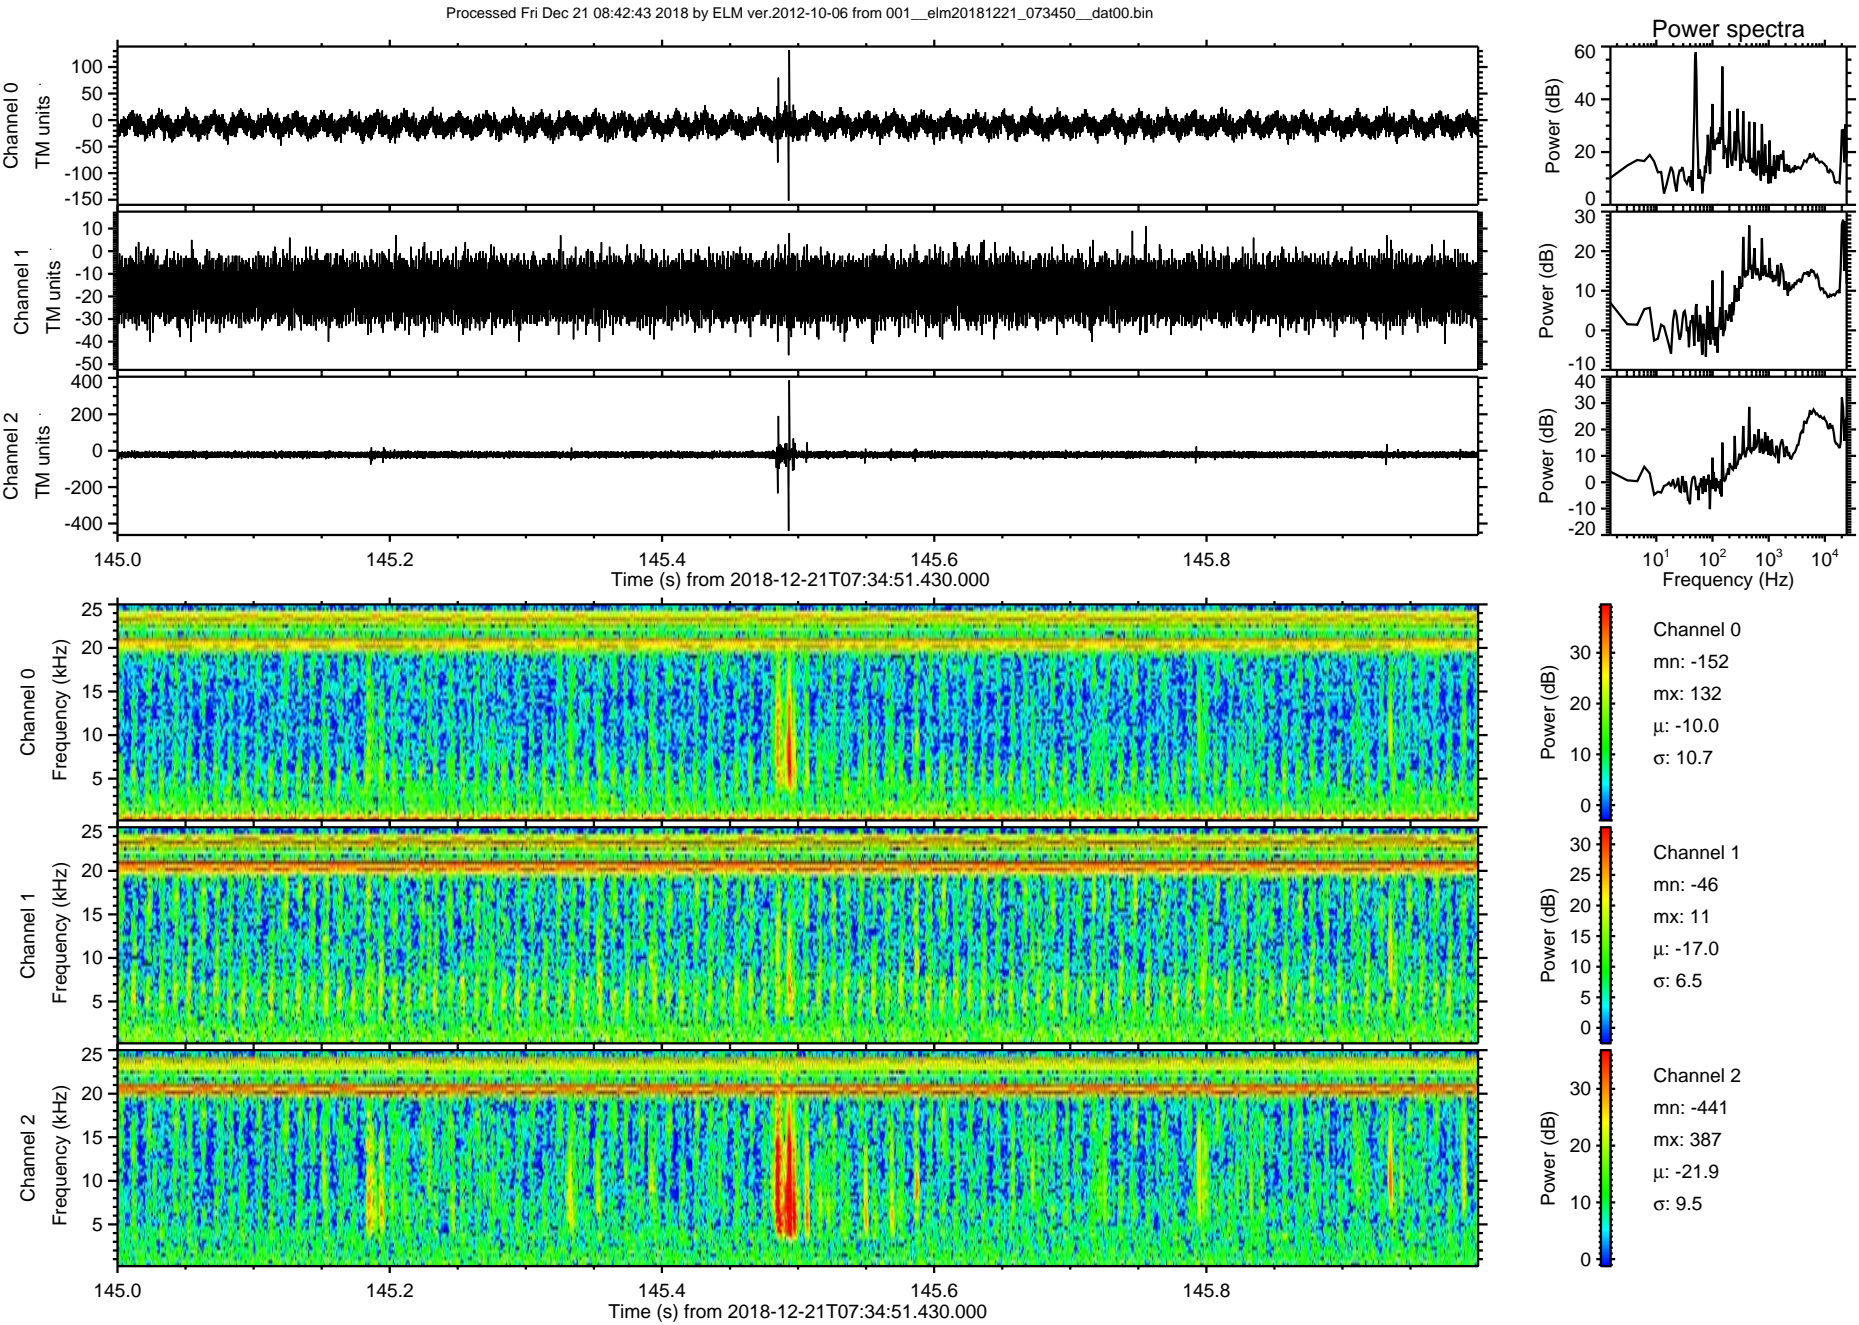 Processed Fri Dec 21 08:42:43 2018 by ELM ver.2012-10-06 from 001__elm20181221_073450__dat00.bin
Power spectra
Channel 0
TM units
100
50
0
-50
-100
-150
Power (dB)
60
40
20
0
Channel 1
TM units
10
0
-10
-20
-30
-40
-50
Power (dB)
30
20
10
0
-10
Channel 2
TM units
400
200
0
-200
-400
Power (dB)
40
30
20
10
0
-10
-20
145.0 145.2 145.4 145.6 145.8
Time (s) from 2018-12-21T07:34:51.430.000
10^1 10^2 10^3 10^4
Frequency (Hz)
Channel 0
Frequency (kHz)
25
20
15
10
5
Power (dB)
30
20
10
0
Channel 0
mn: -152
mx: 132
μ: -10.0
σ: 10.7
Channel 1
Frequency (kHz)
25
20
15
10
5
Power (dB)
30
25
20
15
10
5
0
Channel 1
mn: -46
mx: 11
μ: -17.0
σ: 6.5
Channel 2
Frequency (kHz)
25
20
15
10
5
Power (dB)
30
20
10
0
Channel 2
mn: -441
mx: 387
μ: -21.9
σ: 9.5
145.0 145.2 145.4 145.6 145.8
Time (s) from 2018-12-21T07:34:51.430.000